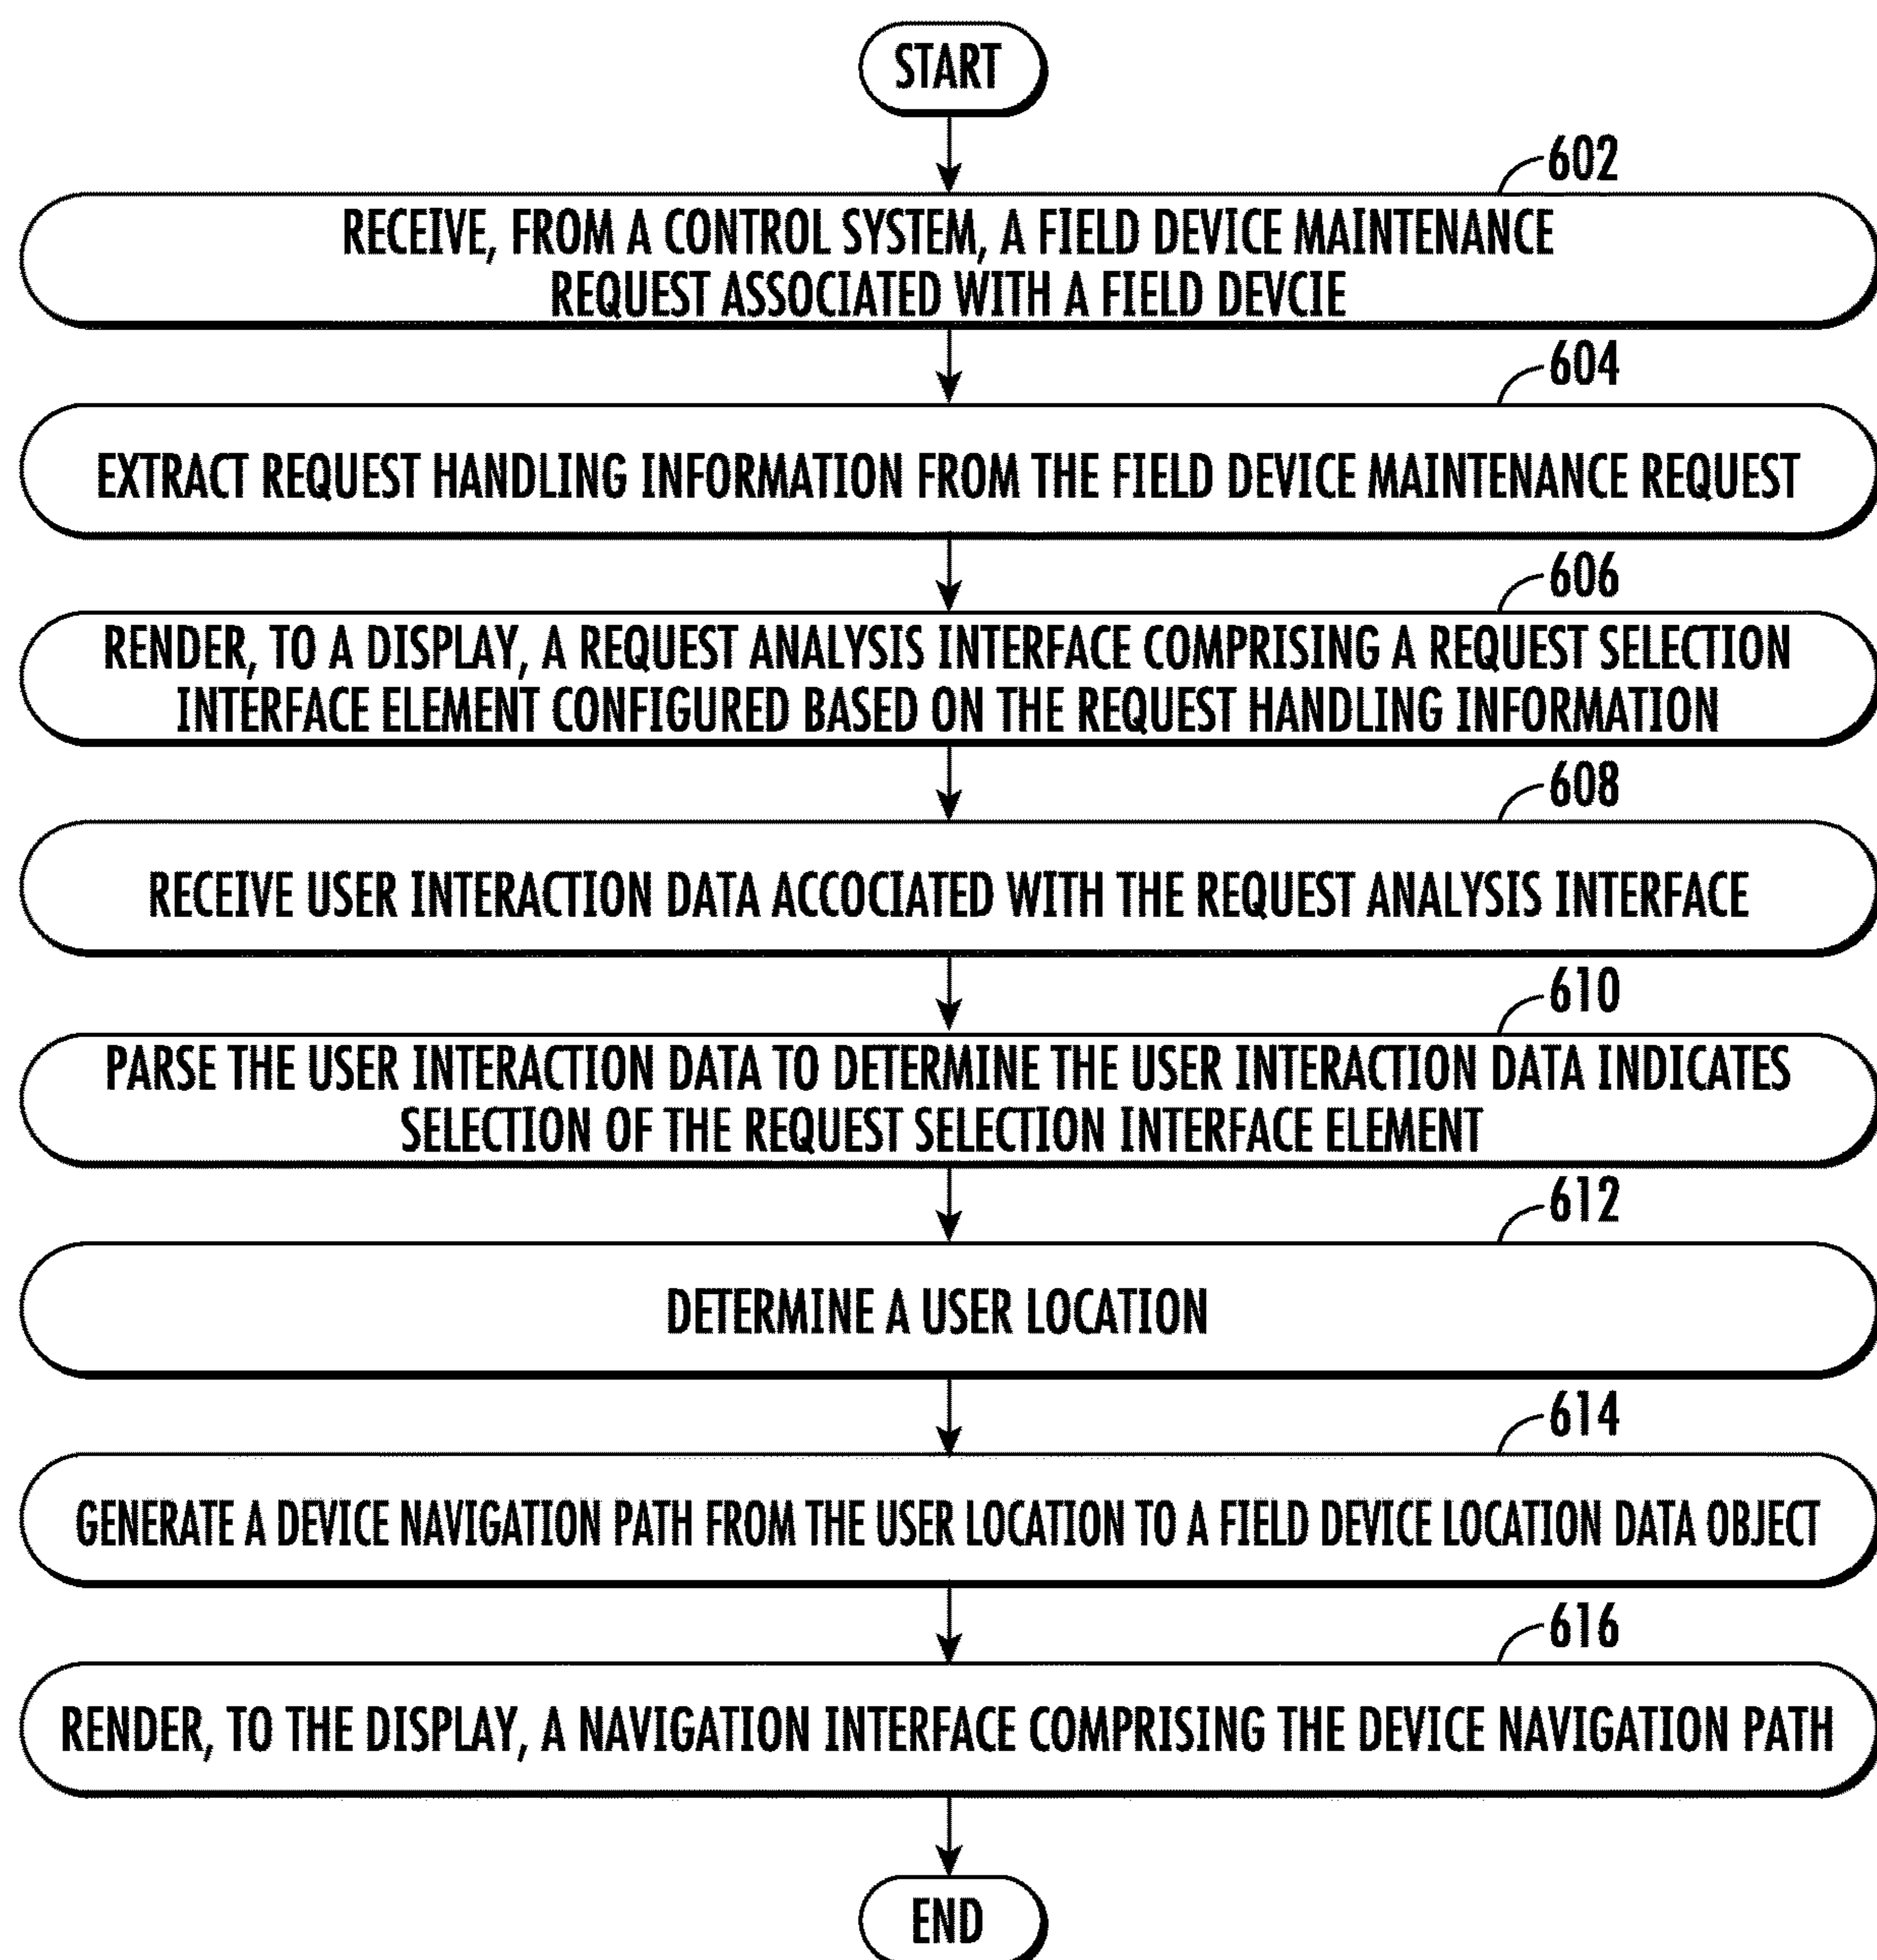 START
602
RECEIVE, FROM A CONTROL SYSTEM, A FIELD DEVICE MAINTENANCE
REQUEST ASSOCIATED WITH A FIELD DEVCIE
604
EXTRACT REQUEST HANDLING INFORMATION FROM THE FIELD DEVICE MAINTENANCE REQUEST
606
RENDER, TO A DISPLAY, A REQUEST ANALYSIS INTERFACE COMPRISING A REQUEST SELECTION
INTERFACE ELEMENT CONFIGURED BASED ON THE REQUEST HANDLING INFORMATION
608
RECEIVE USER INTERACTION DATA ACCOCIATED WITH THE REQUEST ANALYSIS INTERFACE
610
PARSE THE USER INTERACTION DATA TO DETERMINE THE USER INTERACTION DATA INDICATES
SELECTION OF THE REQUEST SELECTION INTERFACE ELEMENT
612
DETERMINE A USER LOCATION
614
GENERATE A DEVICE NAVIGATION PATH FROM THE USER LOCATION TO A FIELD DEVICE LOCATION DATA OBJECT
616
RENDER, TO THE DISPLAY, A NAVIGATION INTERFACE COMPRISING THE DEVICE NAVIGATION PATH
END